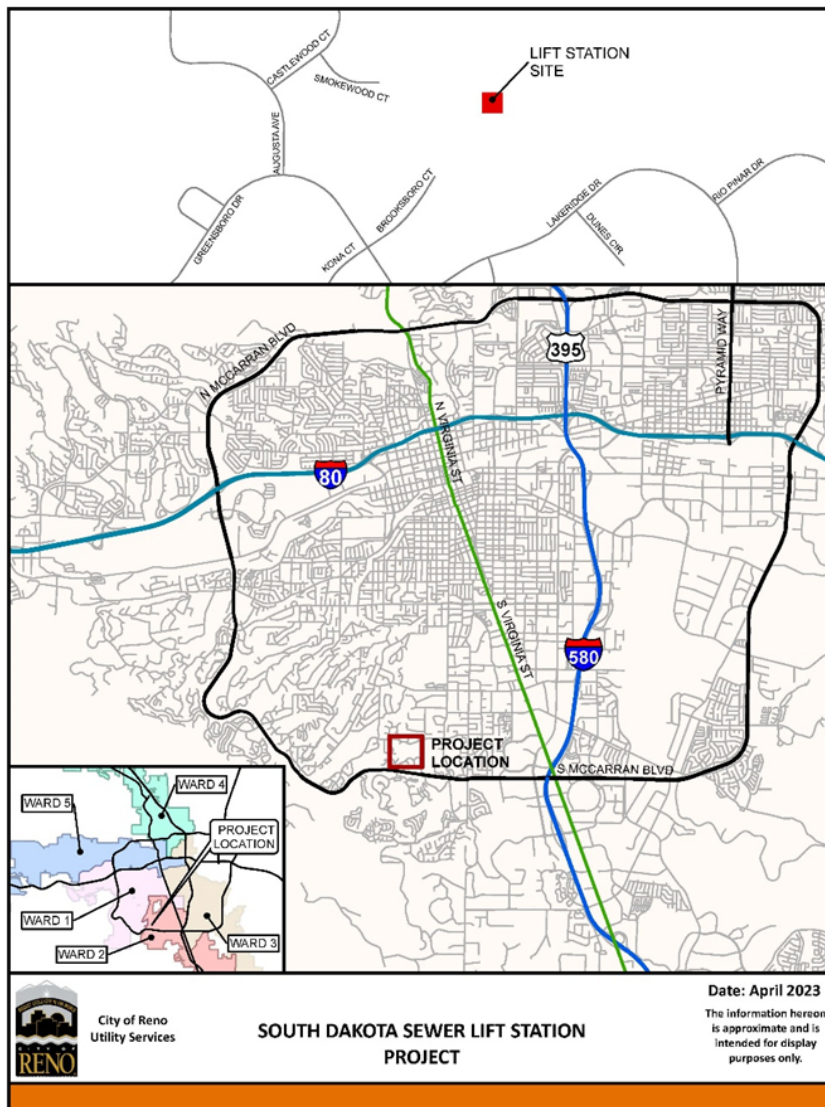 LIFT STATION
SITE
CASTLEWOOD CT
SMOKEWOOD CT
AUGUSTA AVE
GREENSBORO DR
KONA CT
BROOKSBORO CT
LAKERIDGE DR
DUNES CIR
RIO PINAR DR
N MCCARRAN BLVD
395
PYRAMID WAY
N VIRGINIA ST
80
S VIRGINIA ST
580
PROJECT
LOCATION
S MCCARRAN BLVD
WARD 4
WARD 5
PROJECT
LOCATION
WARD 1
WARD 2
WARD 3
CITY OF
RENO
City of Reno
Utility Services
SOUTH DAKOTA SEWER LIFT STATION
PROJECT
Date: April 2023
The information hereon
is approximate and is
intended for display
purposes only.